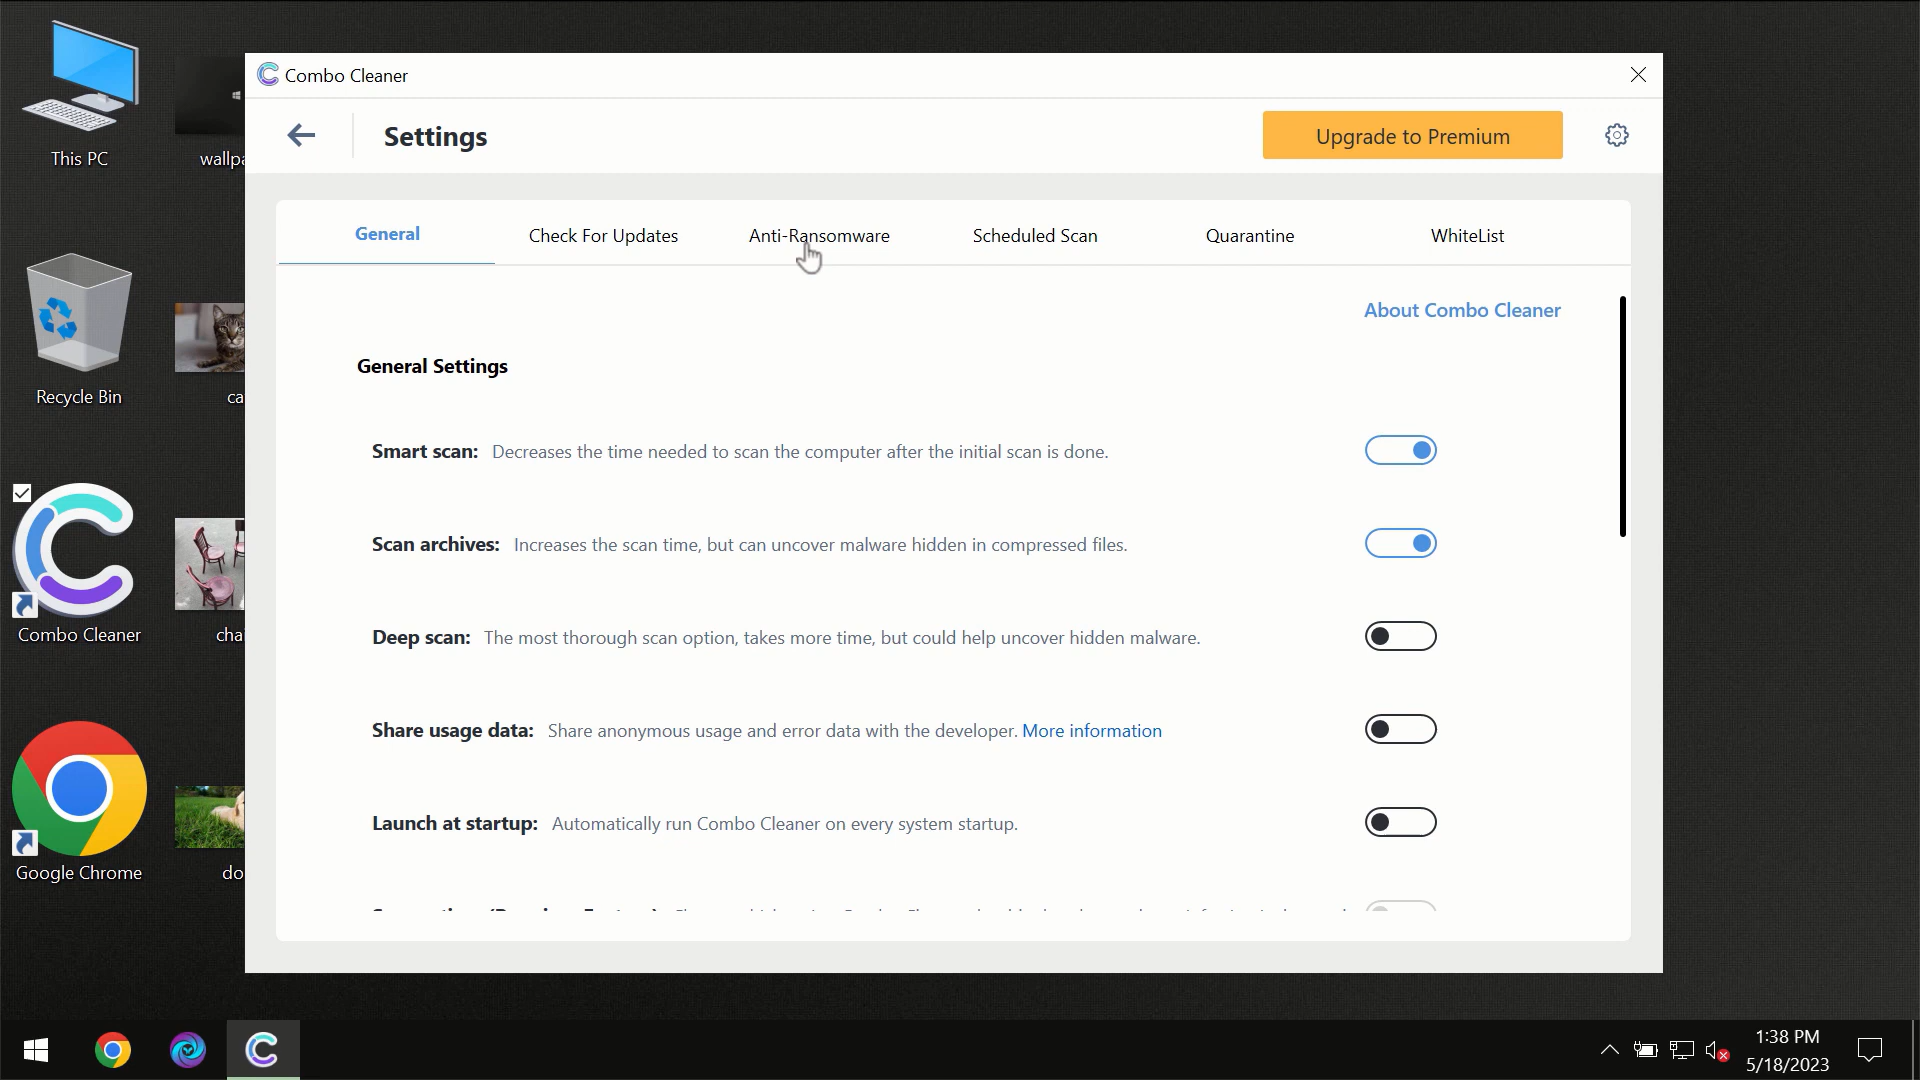 Combo Cleaner
Settings
Upgrade to Premium
General
Check For Updates
Anti-Ransomware
Scheduled Scan
Quarantine
WhiteList
About Combo Cleaner
General Settings
Smart scan: Decreases the time needed to scan the computer after the initial scan is done.
Scan archives: Increases the scan time, but can uncover malware hidden in compressed files.
Deep scan: The most thorough scan option, takes more time, but could help uncover hidden malware.
Share usage data: Share anonymous usage and error data with the developer. More information
Launch at startup: Automatically run Combo Cleaner on every system startup.
This PC
wallpa
Recycle Bin
ca
Combo Cleaner
cha
Google Chrome
do
1:38 PM
5/18/2023